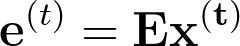 e^(t) = Ex^(t)